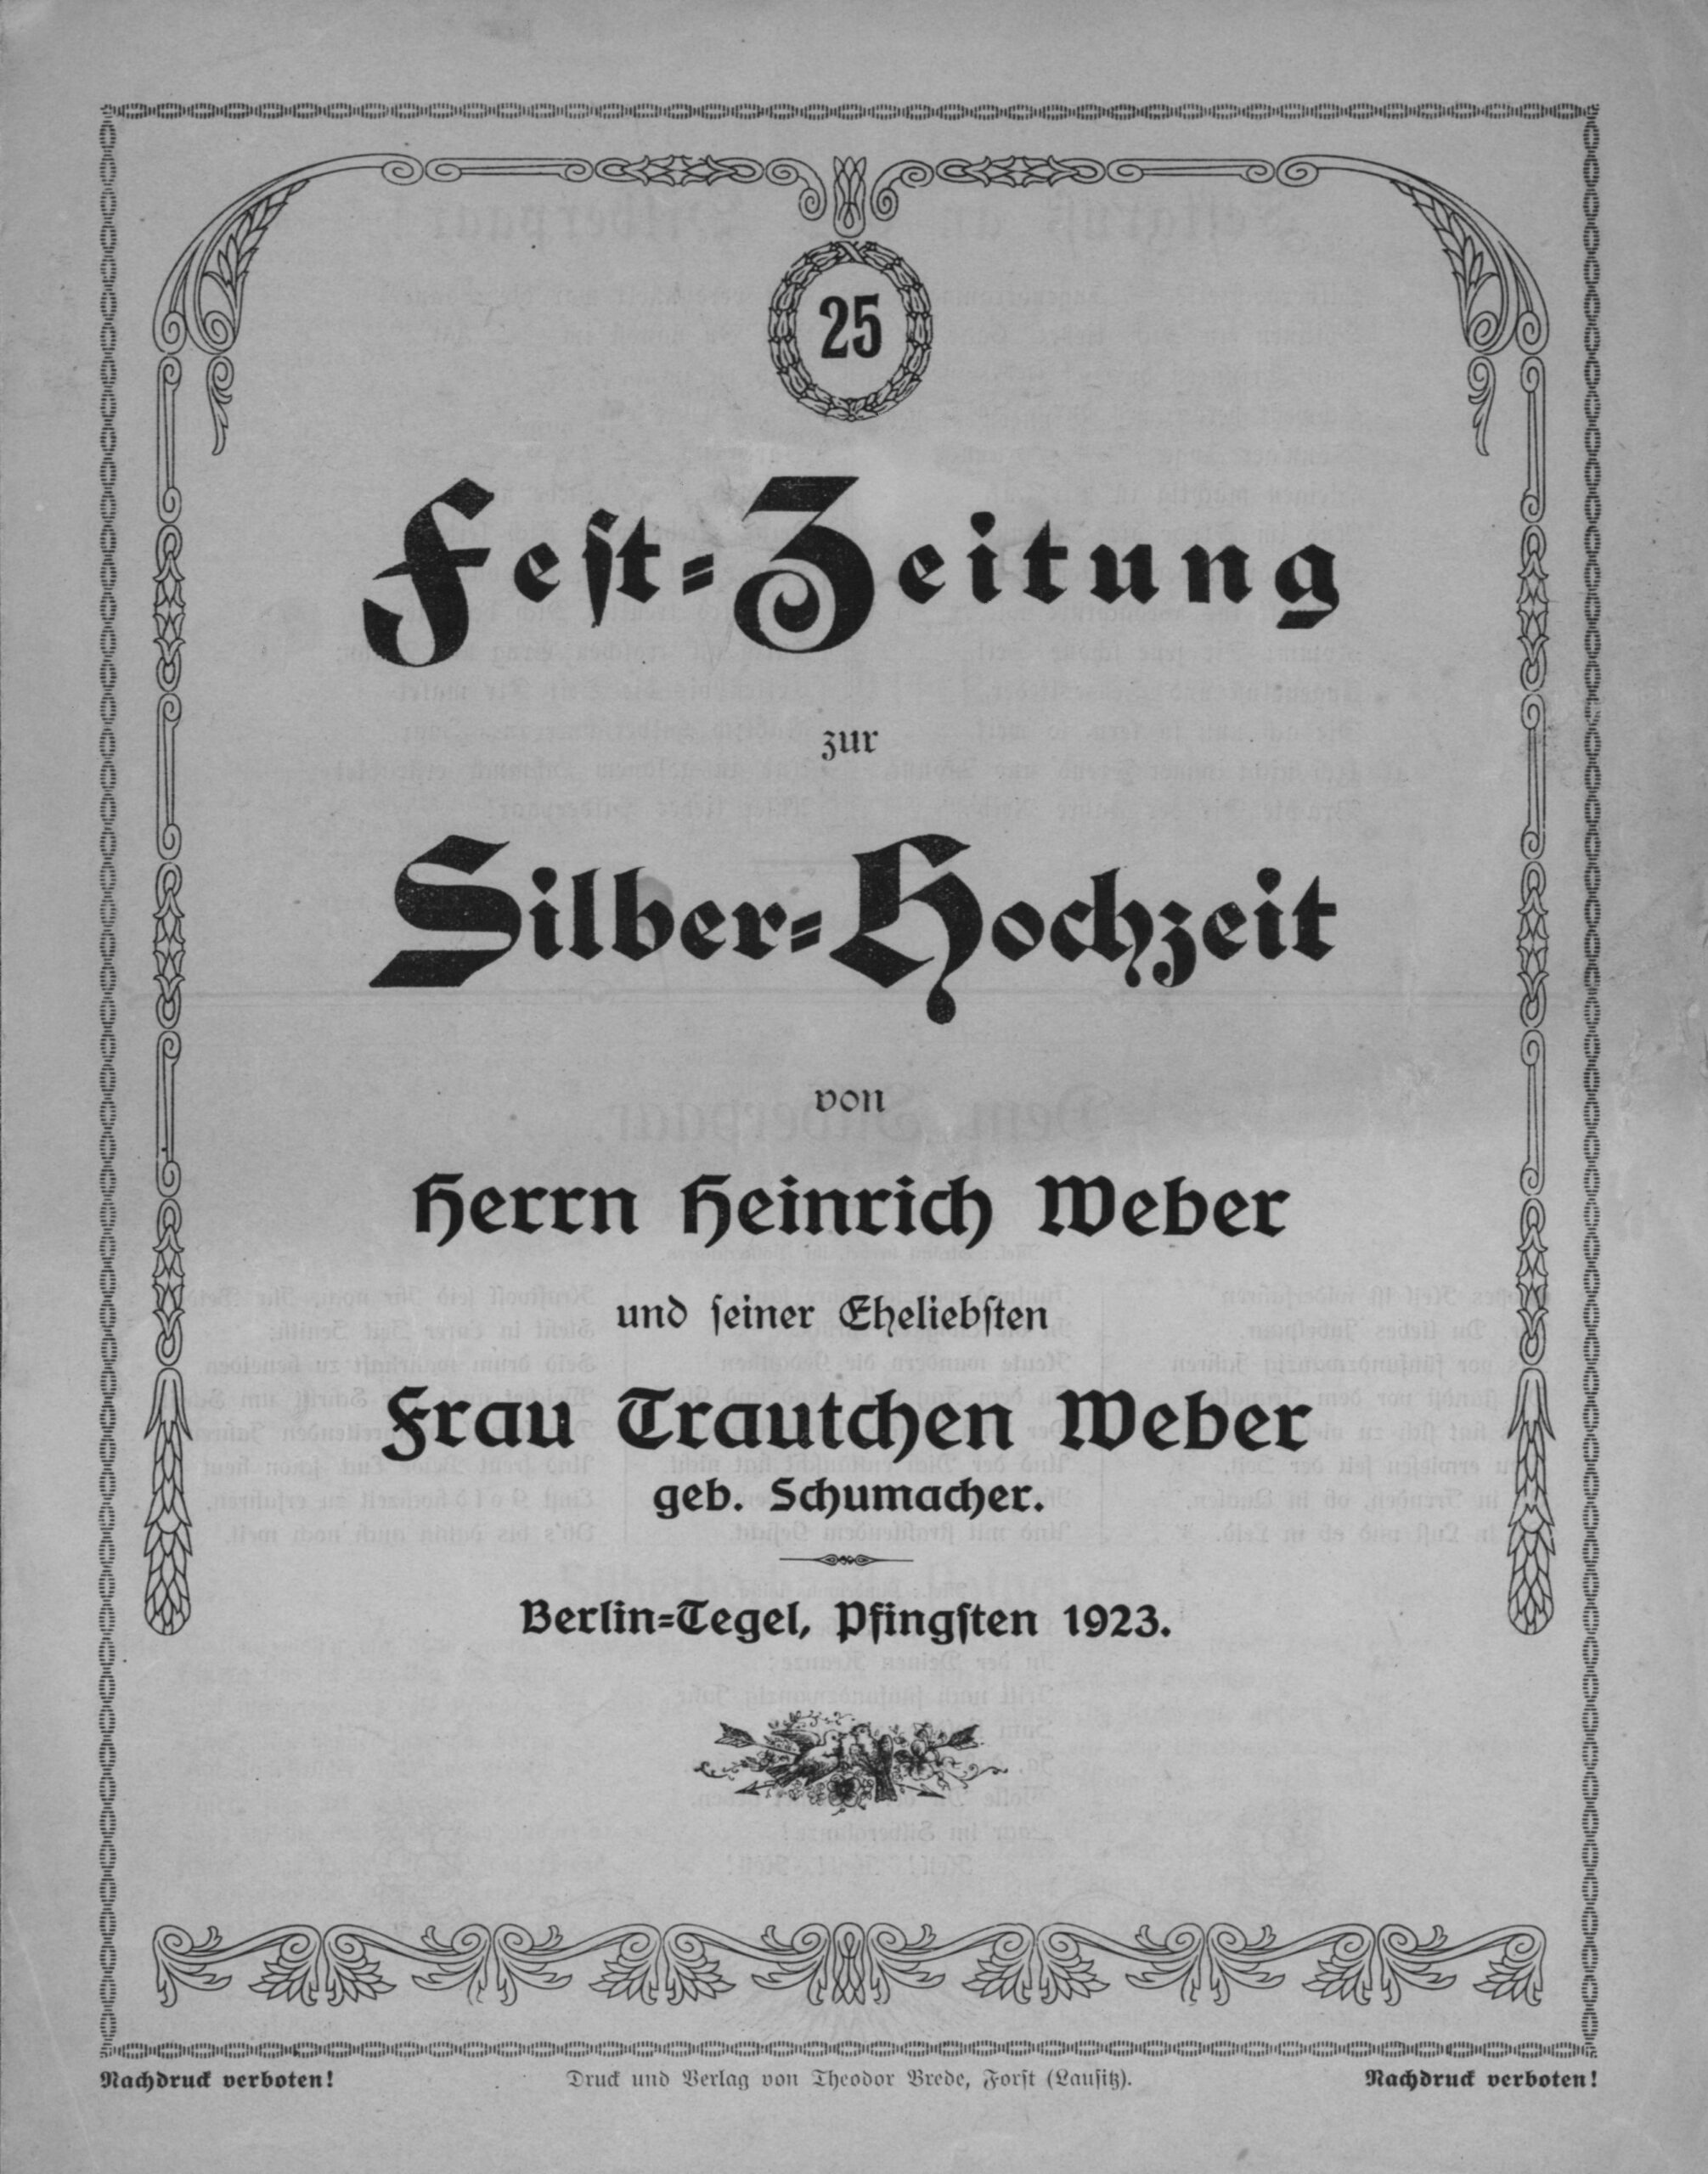 25
Fest-Zeitung
zur
Silber-Hochzeit
von
Herrn Heinrich Weber
und seiner Eheliebsten
Frau Trautchen Weber
geb. Schumacher.
Berlin-Tegel, Pfingsten 1923.
Nachdruck verboten! Druck und Verlag von Theodor Brede, Forst (Lausitz). Nachdruck verboten!